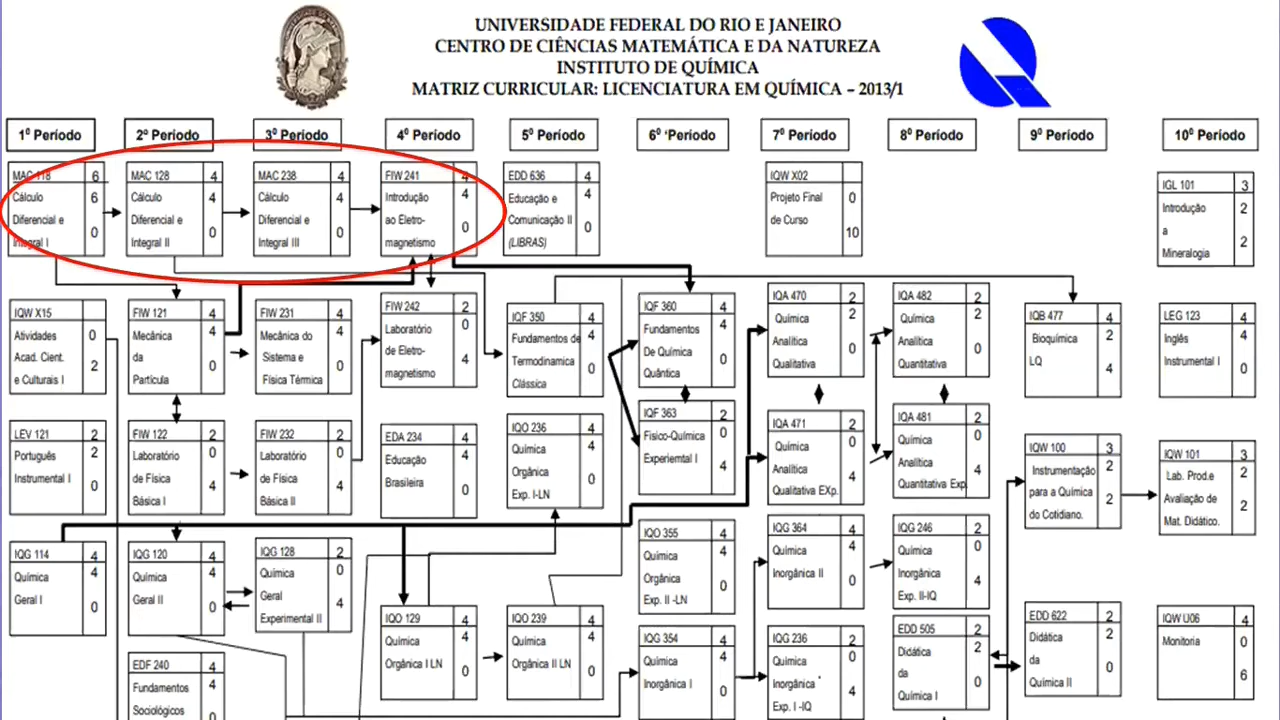 UNIVERSIDADE FEDERAL DO RIO E JANEIRO
CENTRO DE CIÊNCIAS MATEMÁTICA E DA NATUREZA
INSTITUTO DE QUÍMICA
MATRIZ CURRICULAR: LICENCIATURA EM QUÍMICA – 2013/1
1º Período
2º Período
3º Período
4º Período
5º Período
6º 'Período
7º Período
8º Período
9º Período
10º Período
MAC 118 6
Cálculo 6
Diferencial e
Integral I 0
MAC 128 4
Cálculo 4
Diferencial e
Integral II 0
MAC 238 4
Cálculo 4
Diferencial e
Integral III 0
FIW 241 4
Introdução 4
ao Eletro-
magnetismo 0
EDD 636 4
Educação e 4
Comunicação II
(LIBRAS) 0
IQW X02
Projeto Final 0
de Curso
10
IGL 101 3
Introdução 2
a
Mineralogia 2
IQW X15
Atividades 0
Acad. Cient.
e Culturais I 2
FIW 121 4
Mecânica 4
da
Partícula 0
FIW 231 4
Mecânica do 4
Sistema e
Física Térmica 0
FIW 242 2
Laboratório 0
de Eletro-
magnetismo 4
IQF 350 4
Fundamentos de 4
Termodinamica
Clássica 0
IQF 360 4
Fundamentos 4
De Química
Quântica 0
IQA 470 2
Química 2
Analítica
Qualitativa 0
IQA 482 2
Química 2
Analítica
Quantitativa 0
IQB 477 4
Bioquímica 2
LQ
4
LEG 123 4
Inglês 4
Instrumental I 0
LEV 121 2
Português 2
Instrumental I 0
FIW 122 2
Laboratório 0
de Física
Básica I 4
FIW 232 2
Laboratório 0
de Física
Básica II 4
EDA 234 4
Educação 4
Brasileira
0
IQO 236 4
Química 4
Orgânica
Exp. I-LN 0
IQF 363 2
Fisico-Química 0
Experiemtal I 4
IQA 471 2
Química 0
Analítica
Qualitativa EXp. 4
IQA 481 2
Química 0
Analítica
Quantitativa Exp. 4
IQW 100 3
Instrumentação 2
para a Química
do Cotidiano. 2
IQW 101 3
Lab. Prod.e 2
Avaliação de
Mat. Didático. 2
IQG 114 4
Química 4
Geral I 0
IQG 120 4
Química 4
Geral II 0
IQG 128 2
Química 0
Geral
Experimental II 4
IQO 129 4
Química 4
Orgânica I LN 0
IQO 239 4
Química 4
Orgânica II LN 0
IQO 355 4
Química 4
Orgânica
Exp. II -LN 0
IQG 364 4
Química 4
Inorgânica II 0
IQG 246 2
Química 0
Inorgânica
Exp. II-IQ 4
EDD 622 2
Didática 2
da
Química II 0
IQW U06 4
Monitoria 0
6
EDF 240 4
Fundamentos 4
Sociológicos
0
IQG 354 4
Química 4
Inorgânica I 0
IQG 236 2
Química 0
Inorgânica
Exp. I -IQ 4
EDD 505 2
Didática 2
da
Química I 0